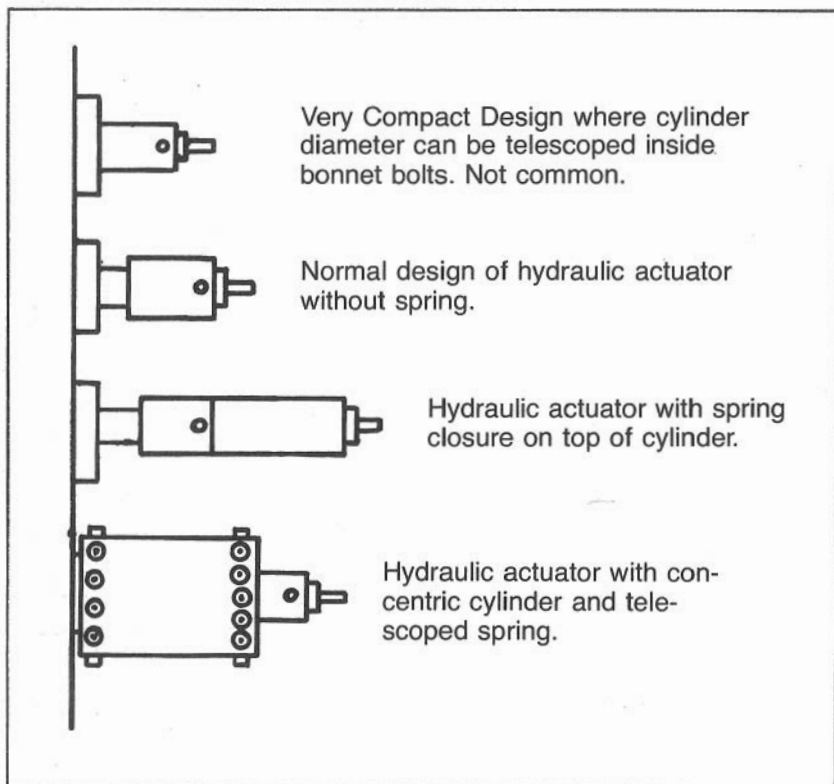 Very Compact Design where cylinder
diameter can be telescoped inside
bonnet bolts. Not common.
Normal design of hydraulic actuator
without spring.
Hydraulic actuator with spring
closure on top of cylinder.
Hydraulic actuator with con-
centric cylinder and tele-
scoped spring.